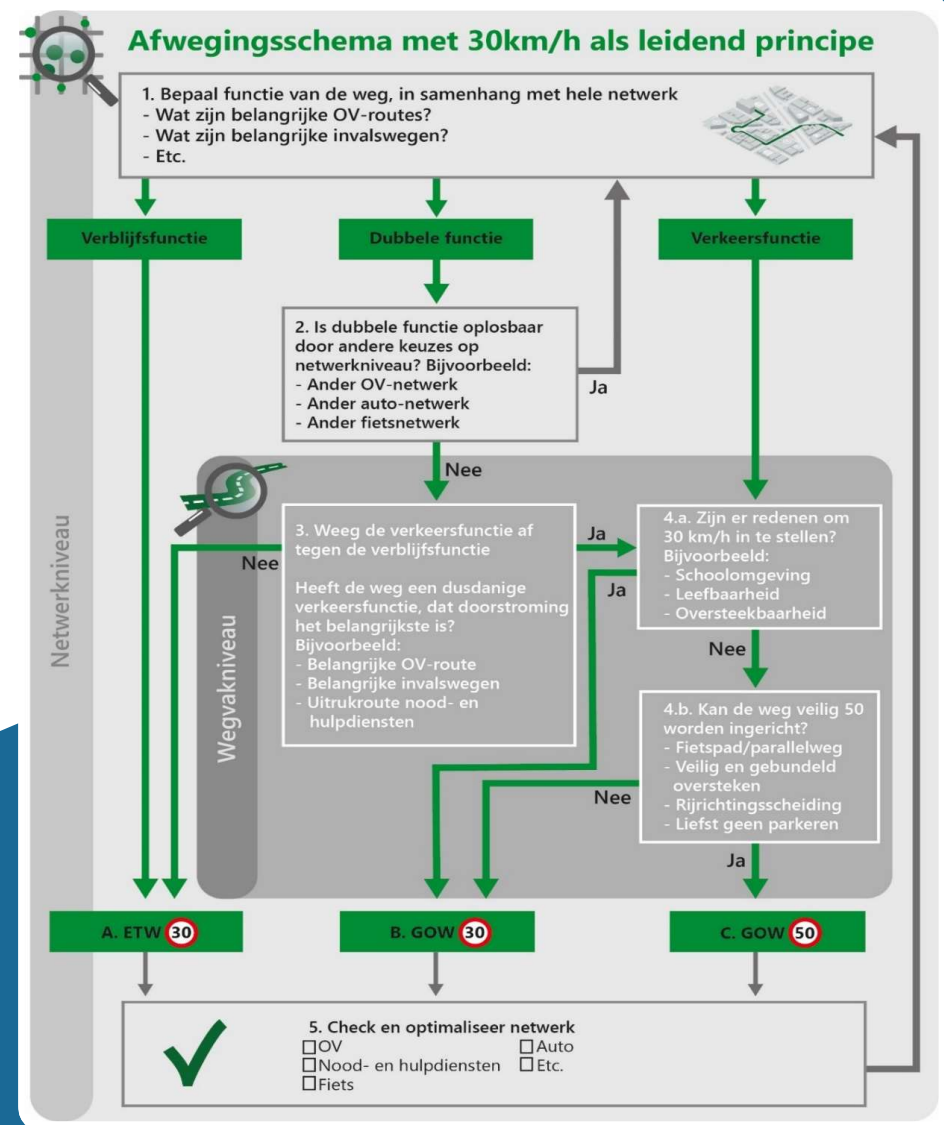 Afwegingsschema met 30km/h als leidend principe
1. Bepaal functie van de weg, in samenhang met hele netwerk
- Wat zijn belangrijke OV-routes?
- Wat zijn belangrijke invalswegen?
- Etc.
Verblijfsfunctie
Dubbele functie
Verkeersfunctie
2. Is dubbele functie oplosbaar
door andere keuzes op
netwerkniveau? Bijvoorbeeld:
- Ander OV-netwerk
- Ander auto-netwerk
- Ander fietsnetwerk
Ja
Nee
Netwerkniveau
Wegvakniveau
3. Weeg de verkeersfunctie af
tegen de verblijfsfunctie
Heeft de weg een dusdanige
verkeersfunctie, dat doorstroming
het belangrijkste is?
Bijvoorbeeld:
- Belangrijke OV-route
- Belangrijke invalswegen
- Uitrukroute nood- en
hulpdiensten
Nee
Ja
4.a. Zijn er redenen om
30 km/h in te stellen?
Bijvoorbeeld:
- Schoolomgeving
- Leefbaarheid
- Oversteekbaarheid
Ja
Nee
4.b. Kan de weg veilig 50
worden ingericht?
- Fietspad/parallelweg
- Veilig en gebundeld
oversteken
- Rijrichtingsscheiding
- Liefst geen parkeren
Nee
Ja
A. ETW 30
B. GOW 30
C. GOW 50
5. Check en optimaliseer netwerk
OV
Auto
Nood- en hulpdiensten
Etc.
Fiets